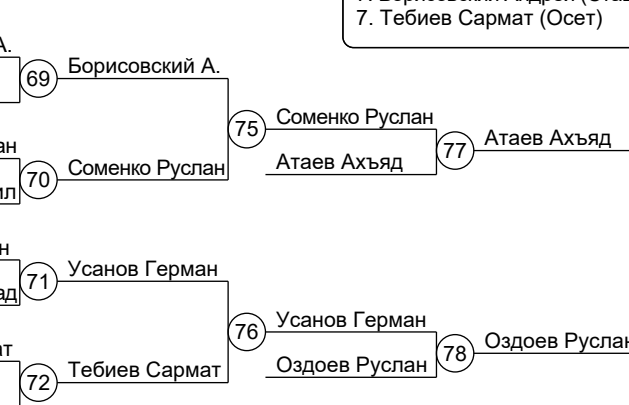 7. Тебиев Сармат (Осет)
А.
69
Борисовский А.
75
Соменко Руслан
77
Атаев Ахъяд
Атаев Ахъяд
70
Соменко Руслан
71
Усанов Герман
76
Усанов Герман
78
Оздоев Руслан
Оздоев Руслан
72
Тебиев Сармат